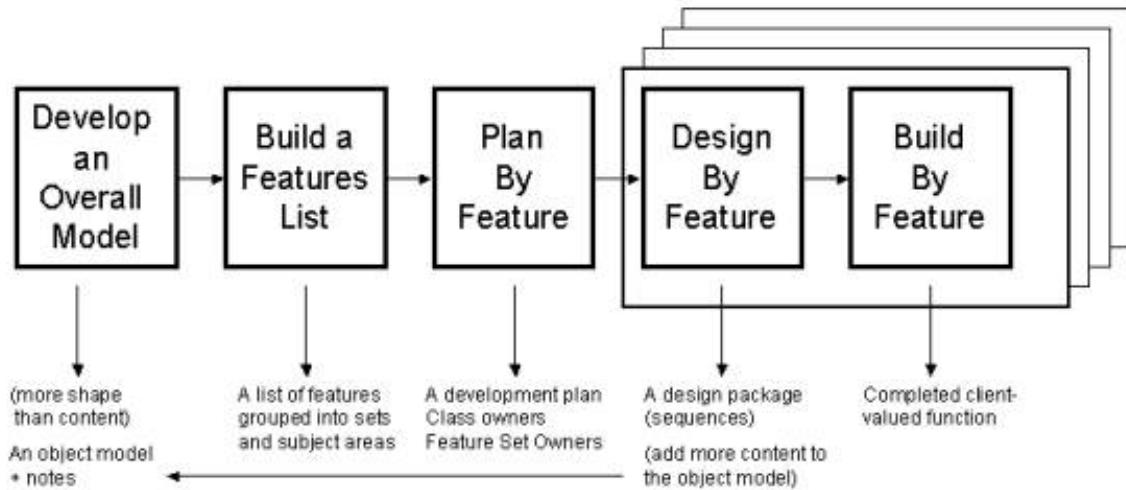 Develop
an
Overall
Model
Build a
Features
List
Plan
By
Feature
Design
By
Feature
Build
By
Feature
(more shape
than content)
An object model
+ notes
A list of features
grouped into sets
and subject areas
A development plan
Class owners
Feature Set Owners
A design package
(sequences)
(add more content to
the object model)
Completed client-
valued function